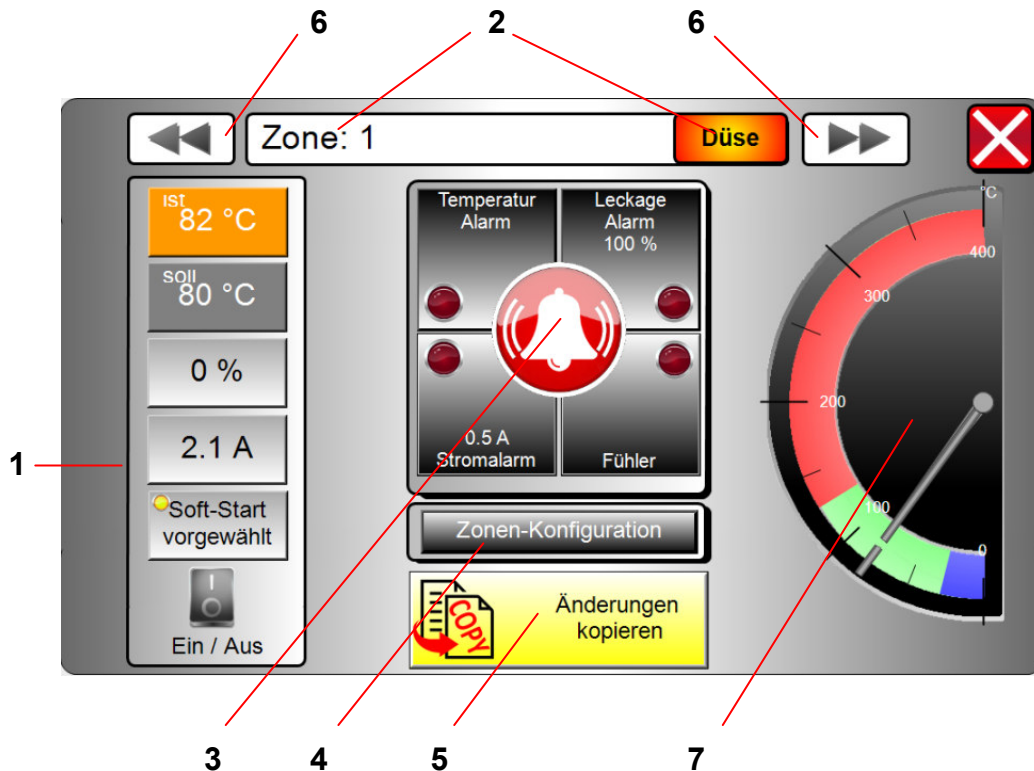 6 2 6
Zone: 1
Düse
ist
82 °C
soll
80 °C
0 %
2.1 A
Soft-Start
vorgewählt
Ein / Aus
Temperatur
Alarm
Leckage
Alarm
100 %
0.5 A
Stromalarm
Fühler
Zonen-Konfiguration
COPY
Änderungen
kopieren
°C
400
300
200
100
0
1
3 4 5 7